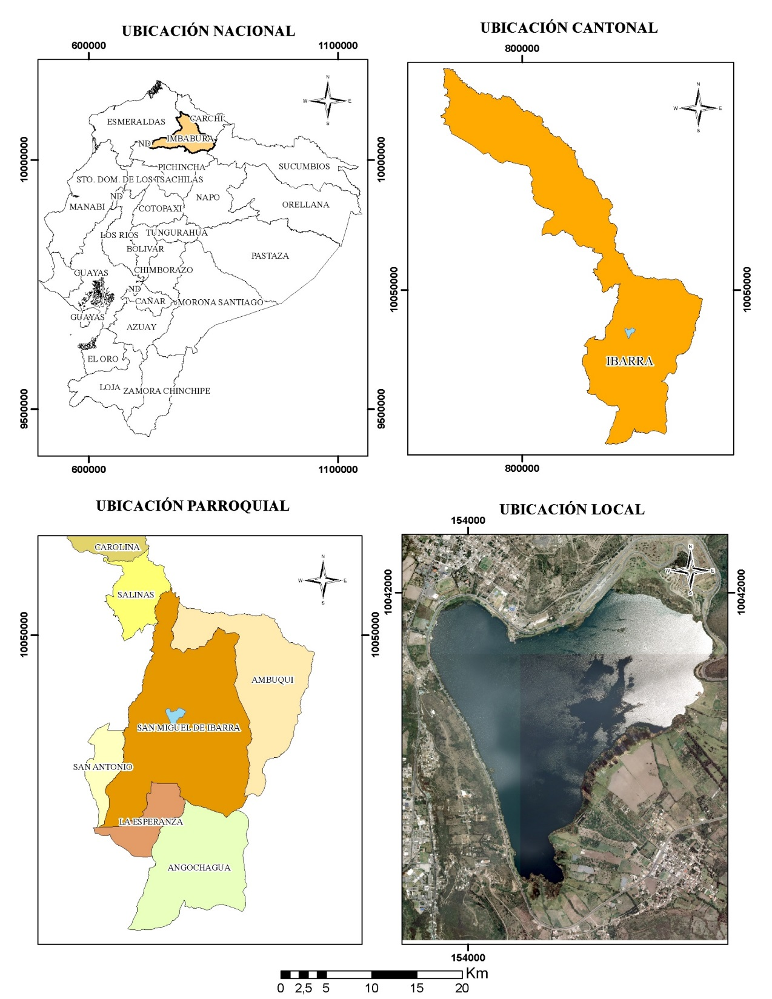 UBICACIÓN NACIONAL
600000
1100000
N
W
E
S
ESMERALDAS
CARCHI
IMBABURA
ND
10000000
10000000
PICHINCHA
SUCUMBIOS
STO. DOM. DE LOS TSACHILAS
ND
NAPO
MANABI
COTOPAXI
ORELLANA
LOS RIOS
TUNGURAHUA
BOLIVAR
PASTAZA
CHIMBORAZO
GUAYAS
ND
CAÑAR
MORONA SANTIAGO
GUAYAS
AZUAY
EL ORO
LOJA
ZAMORA CHINCHIPE
9500000
9500000
600000
1100000
UBICACIÓN CANTONAL
800000
N
W
E
S
10050000
10050000
IBARRA
800000
UBICACIÓN PARROQUIAL
CAROLINA
N
W
E
S
SALINAS
10050000
10050000
AMBUQUI
SAN MIGUEL DE IBARRA
SAN ANTONIO
LA ESPERANZA
ANGOCHAGUA
UBICACIÓN LOCAL
154000
N
W
E
S
10042000
10042000
154000
Km
0 2,5 5 10 15 20